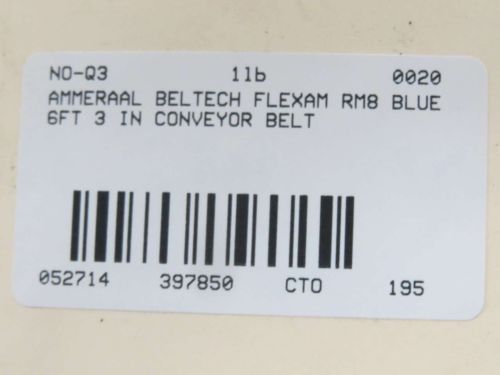 NO-Q3 1lb 0020
AMMERAAL BELTECH FLEXAM RM8 BLUE
6FT 3 IN CONVEYOR BELT
052714 397850 CTO 195